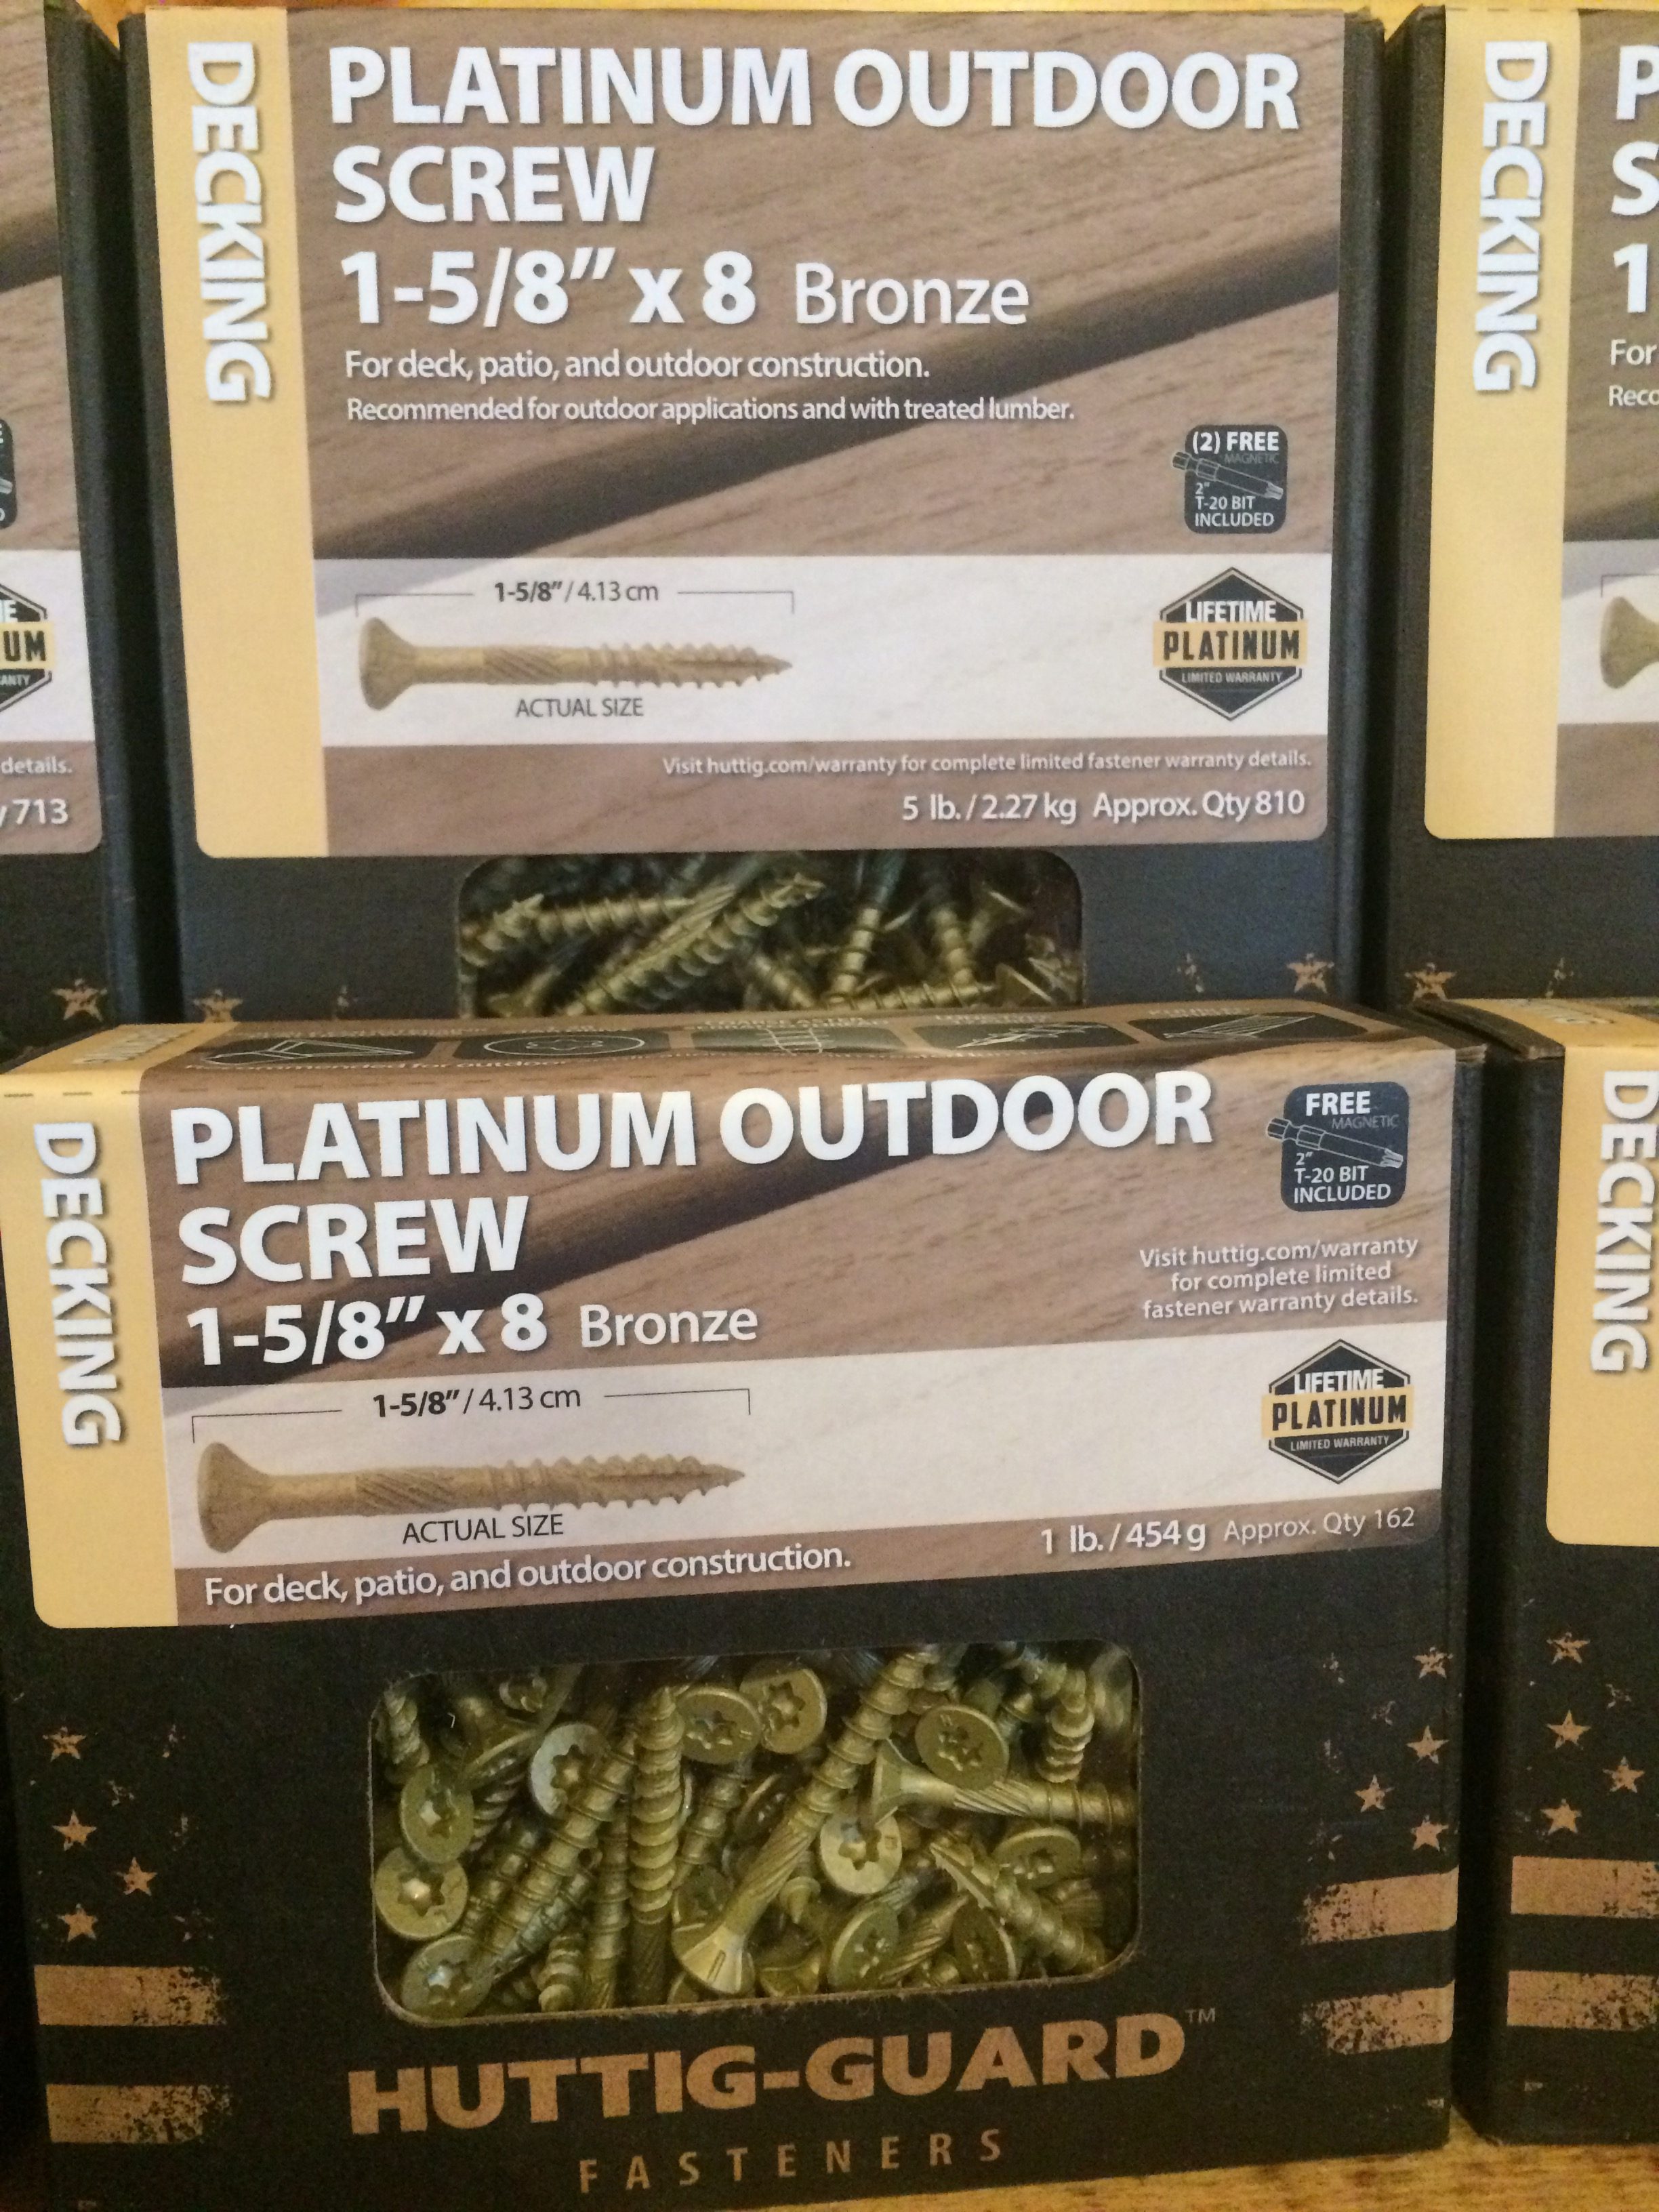 DECKING
PLATINUM OUTDOOR
SCREW
1-5/8" x 8 Bronze
For deck, patio, and outdoor construction.
Recommended for outdoor applications and with treated lumber.
(2) FREE
MAGNETIC
2"
T-20 BIT
INCLUDED
1-5/8" / 4.13 cm
ACTUAL SIZE
LIFETIME
PLATINUM
LIMITED WARRANTY
Visit huttig.com/warranty for complete limited fastener warranty details.
5 lb. / 2.27 kg Approx. Qty 810
UM
details.
713
DECKING
P
S
1
For
DECKING
PLATINUM OUTDOOR
SCREW
1-5/8" x 8 Bronze
FREE
MAGNETIC
2"
T-20 BIT
INCLUDED
Visit huttig.com/warranty
for complete limited
fastener warranty details.
1-5/8" / 4.13 cm
ACTUAL SIZE
LIFETIME
PLATINUM
LIMITED WARRANTY
1 lb. / 454 g Approx. Qty 162
For deck, patio, and outdoor construction.
HUTTIG-GUARD™
FASTENERS
DECKING